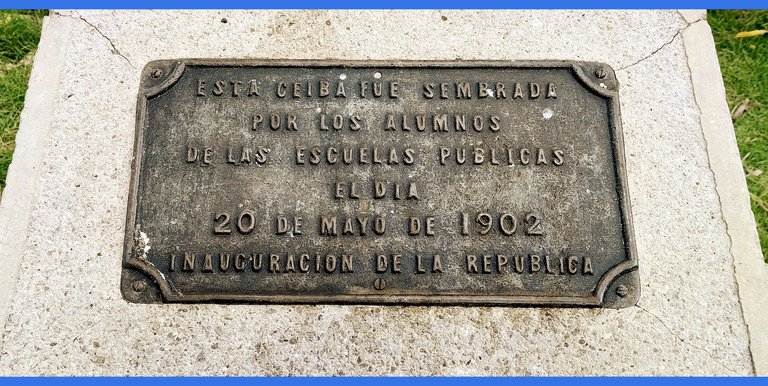 ESTA CEIBA FUE SEMBRADA
POR LOS ALUMNOS
DE LAS ESCUELAS PUBLICAS
EL DIA
20 DE MAYO DE 1902
INAUGURACION DE LA REPUBLICA